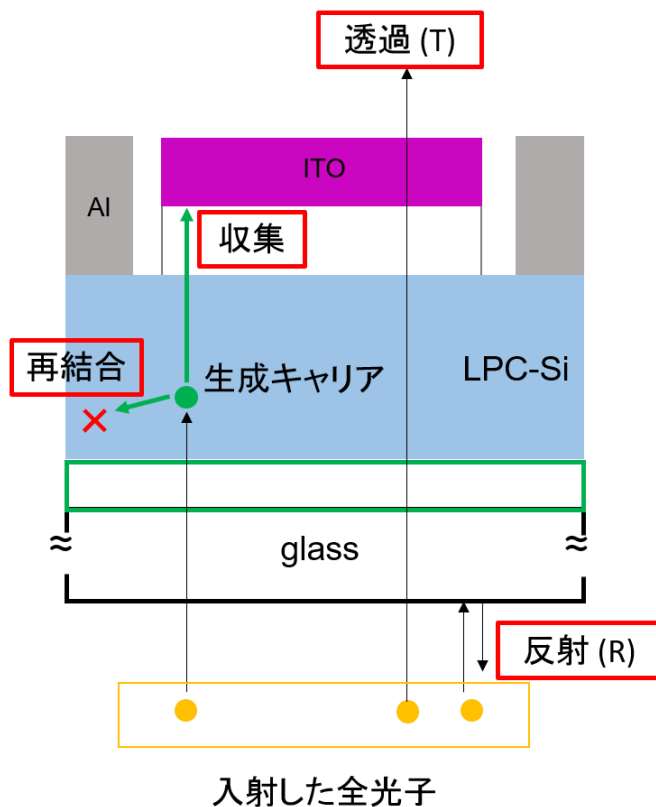 透過 (T)
ITO
Al
収集
再結合
生成キャリア
LPC-Si
glass
反射 (R)
入射した全光子